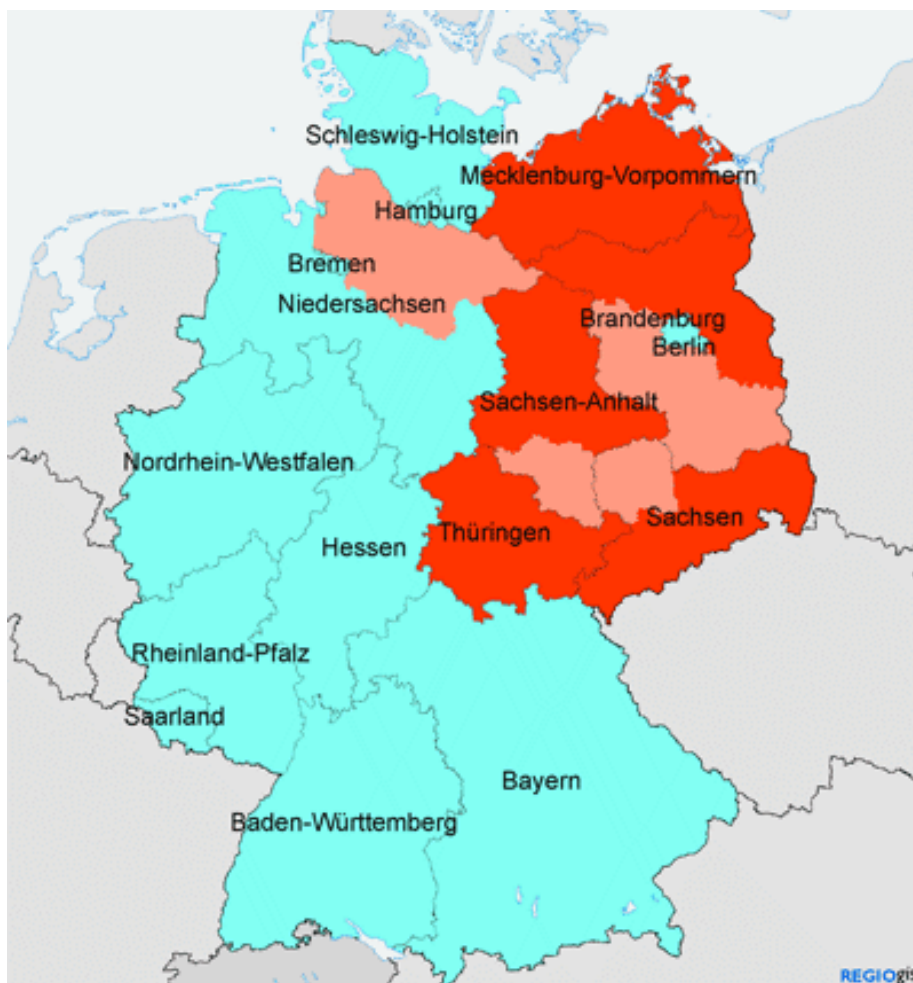 Schleswig-Holstein
Mecklenburg-Vorpommern
Hamburg
Bremen
Niedersachsen
Brandenburg
Berlin
Sachsen-Anhalt
Nordrhein-Westfalen
Sachsen
Thüringen
Hessen
Rheinland-Pfalz
Saarland
Bayern
Baden-Württemberg
REGIOgis